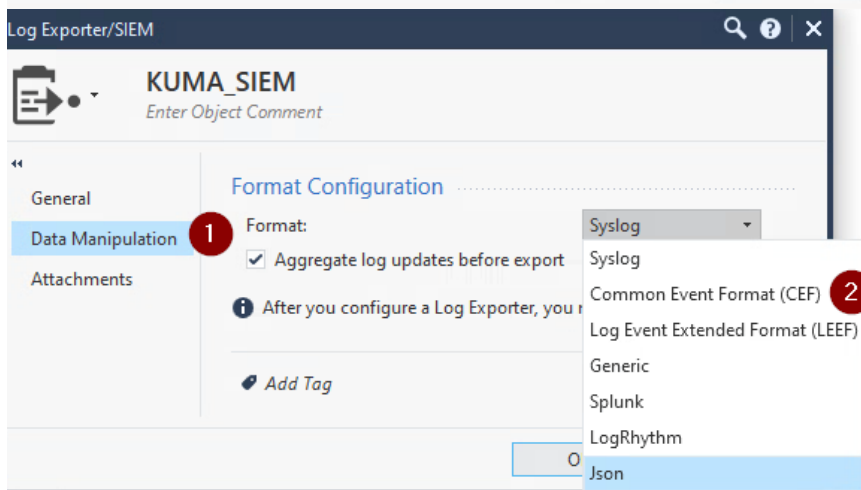 Log Exporter/SIEM
KUMA_SIEM
Enter Object Comment
General
Data Manipulation
Attachments
1
Format Configuration
Format:
Syslog
Aggregate log updates before export
After you configure a Log Exporter, you
Add Tag
Syslog
Common Event Format (CEF)
2
Log Event Extended Format (LEEF)
Generic
Splunk
LogRhythm
Json